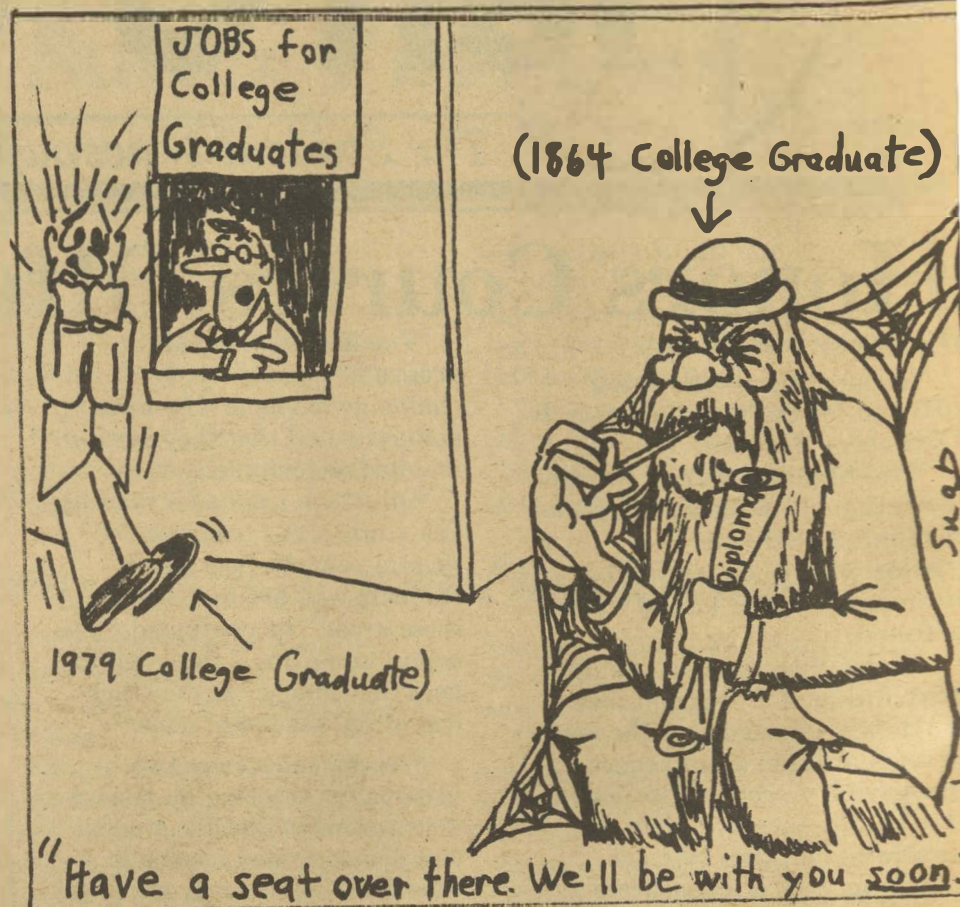 JOBS for
College
Graduates
(1864 College Graduate)
Diploma
Snab
1979 College Graduate)
"Have a seat over there. We'll be with you soon.